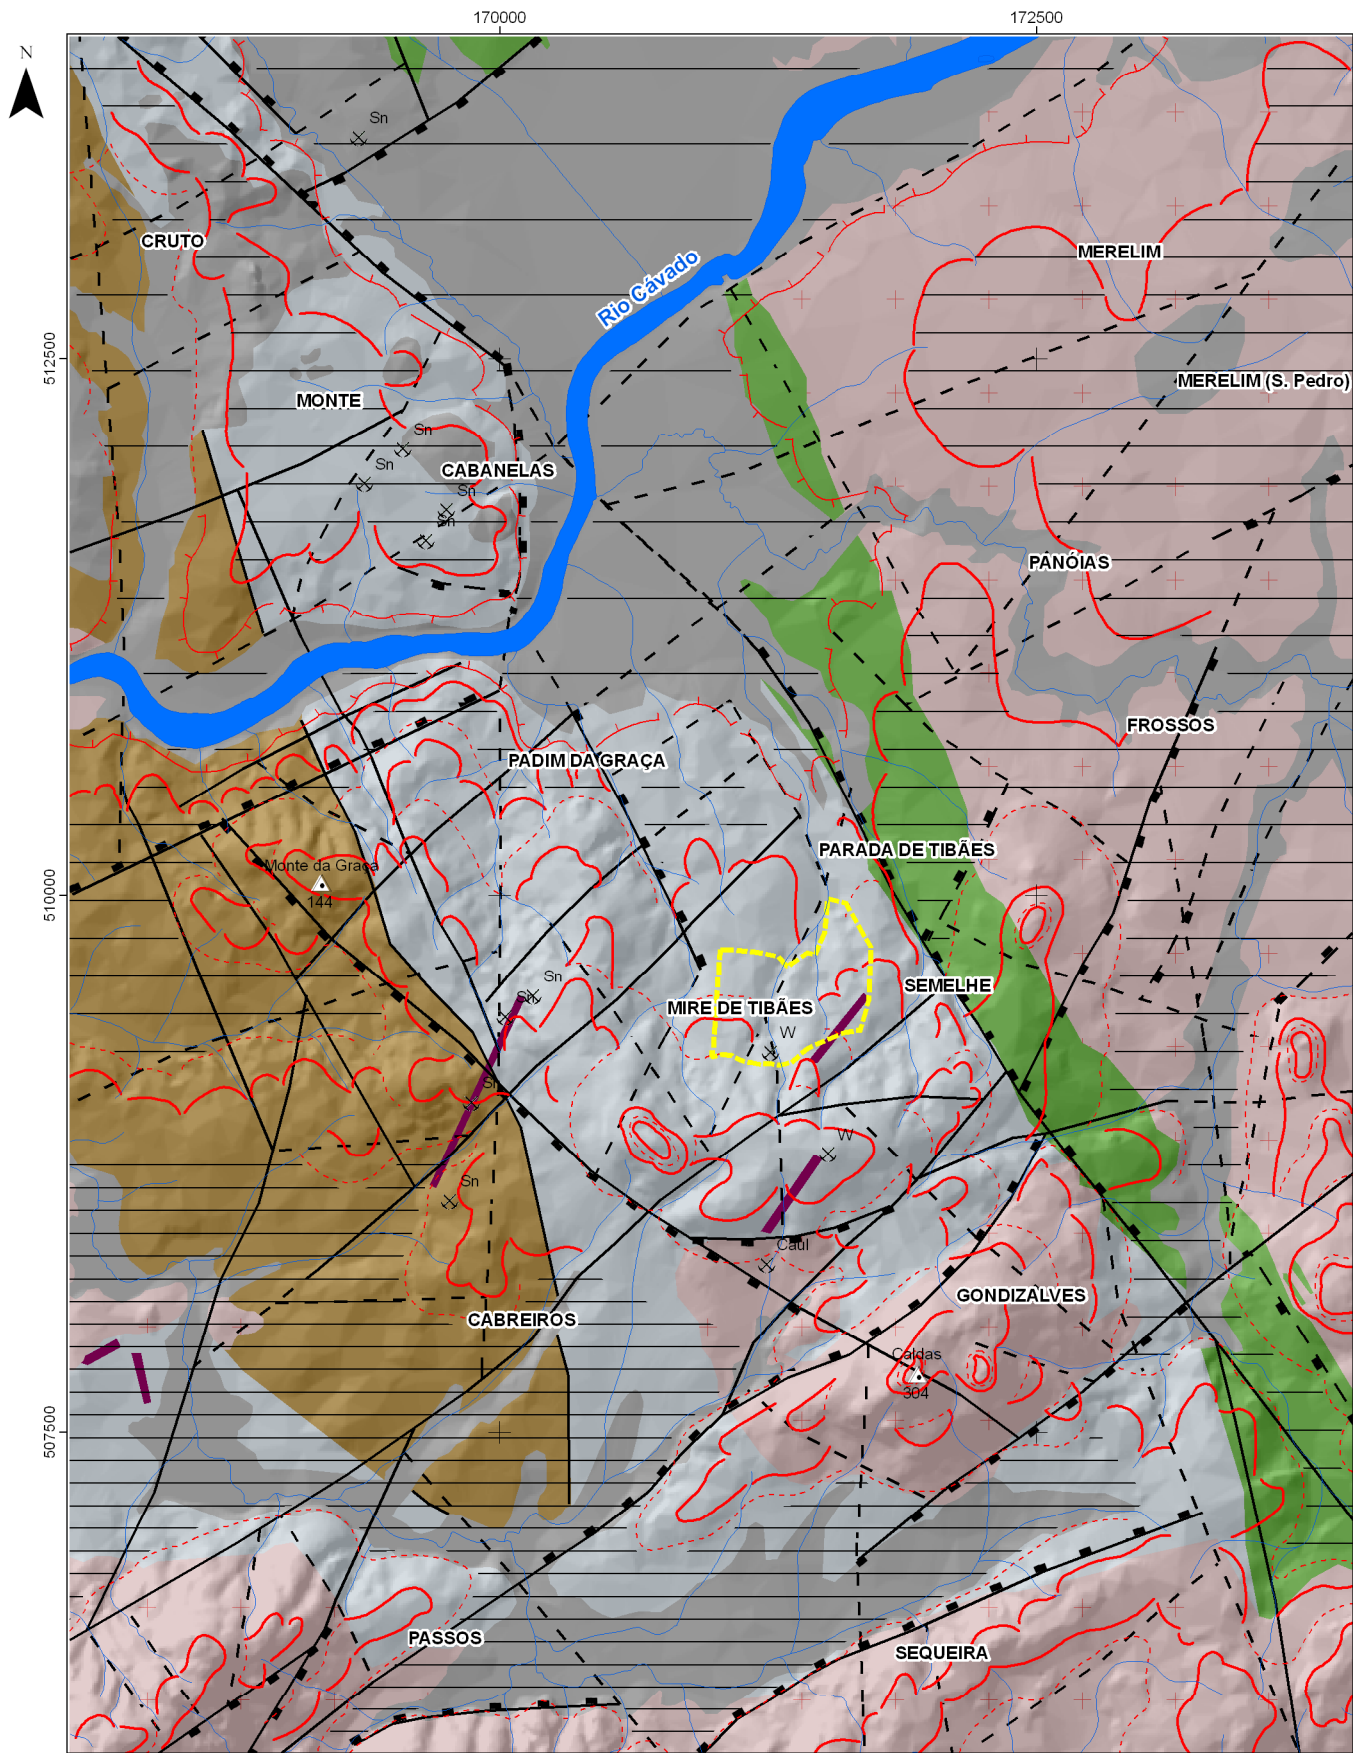 170000
172500
N
Sn
CRUTO
MERELIM
Rio Cávado
512500
MERELIM (S. Pedro)
MONTE
Sn
Sn
CABANELAS
Sn
Sn
PANÓIAS
FROSSOS
PADIM DA GRAÇA
PARADA DE TIBÃES
Monte da Graça
144
510000
Sn
Sn
SEMELHE
MIRE DE TIBÃES
W
Sn
W
Sn
Caul
GONDIZALVES
CABREIROS
Caldas
304
507500
PASSOS
SEQUEIRA